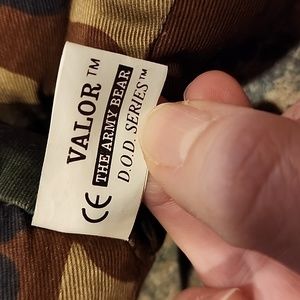 VALOR™
THE ARMY BEAR
D.O.D. SERIES™
CE